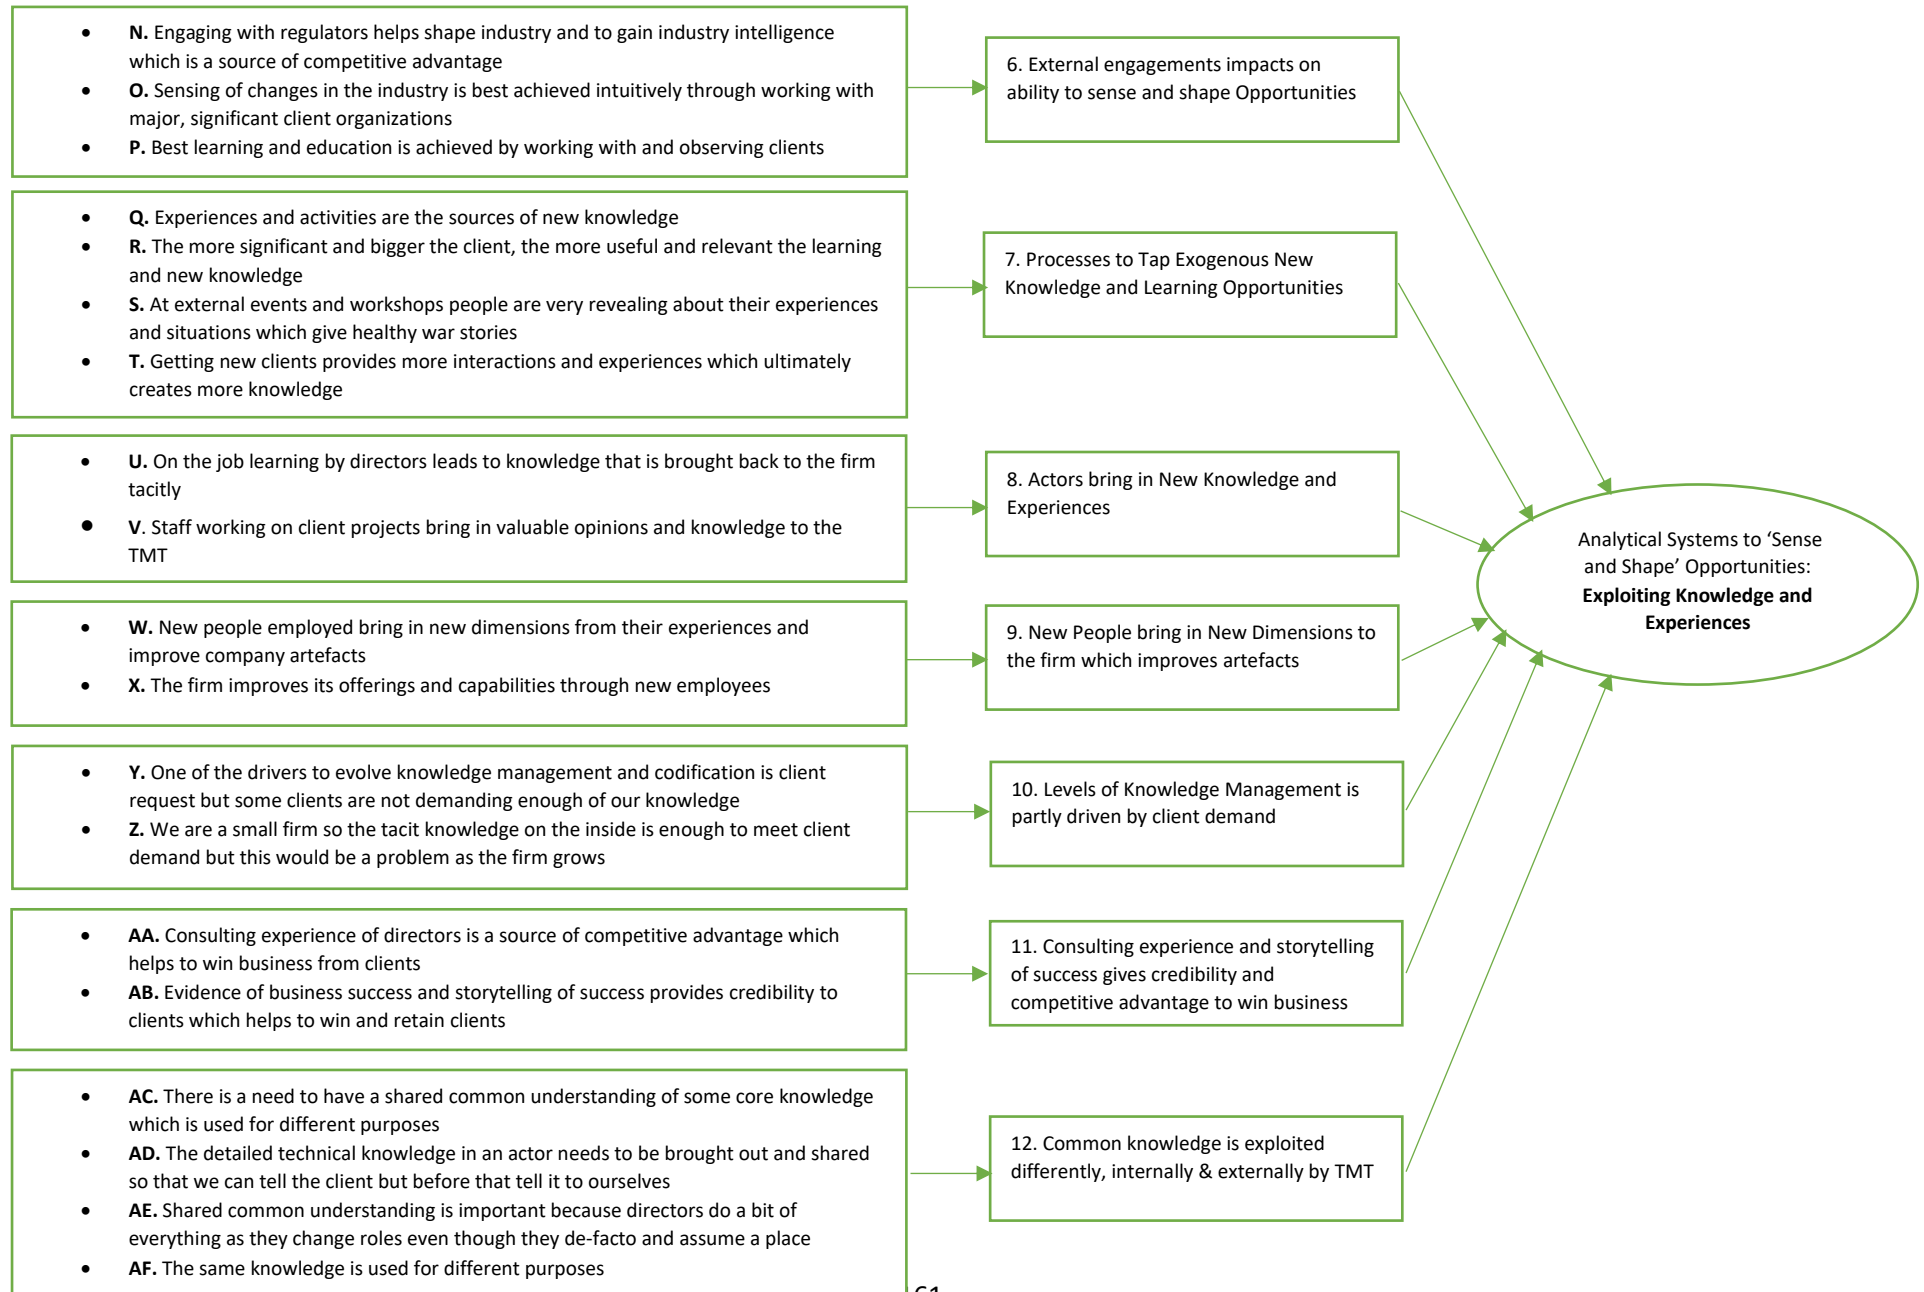 • N. Engaging with regulators helps shape industry and to gain industry intelligence
which is a source of competitive advantage
• O. Sensing of changes in the industry is best achieved intuitively through working with
major, significant client organizations
• P. Best learning and education is achieved by working with and observing clients
6. External engagements impacts on
ability to sense and shape Opportunities
• Q. Experiences and activities are the sources of new knowledge
• R. The more significant and bigger the client, the more useful and relevant the learning
and new knowledge
• S. At external events and workshops people are very revealing about their experiences
and situations which give healthy war stories
• T. Getting new clients provides more interactions and experiences which ultimately
creates more knowledge
7. Processes to Tap Exogenous New
Knowledge and Learning Opportunities
• U. On the job learning by directors leads to knowledge that is brought back to the firm
tacitly
• V. Staff working on client projects bring in valuable opinions and knowledge to the
TMT
8. Actors bring in New Knowledge and
Experiences
• W. New people employed bring in new dimensions from their experiences and
improve company artefacts
• X. The firm improves its offerings and capabilities through new employees
9. New People bring in New Dimensions to
the firm which improves artefacts
• Y. One of the drivers to evolve knowledge management and codification is client
request but some clients are not demanding enough of our knowledge
• Z. We are a small firm so the tacit knowledge on the inside is enough to meet client
demand but this would be a problem as the firm grows
10. Levels of Knowledge Management is
partly driven by client demand
• AA. Consulting experience of directors is a source of competitive advantage which
helps to win business from clients
• AB. Evidence of business success and storytelling of success provides credibility to
clients which helps to win and retain clients
11. Consulting experience and storytelling
of success gives credibility and
competitive advantage to win business
• AC. There is a need to have a shared common understanding of some core knowledge
which is used for different purposes
• AD. The detailed technical knowledge in an actor needs to be brought out and shared
so that we can tell the client but before that tell it to ourselves
• AE. Shared common understanding is important because directors do a bit of
everything as they change roles even though they de-facto and assume a place
• AF. The same knowledge is used for different purposes
12. Common knowledge is exploited
differently, internally & externally by TMT
Analytical Systems to ‘Sense
and Shape’ Opportunities:
Exploiting Knowledge and
Experiences